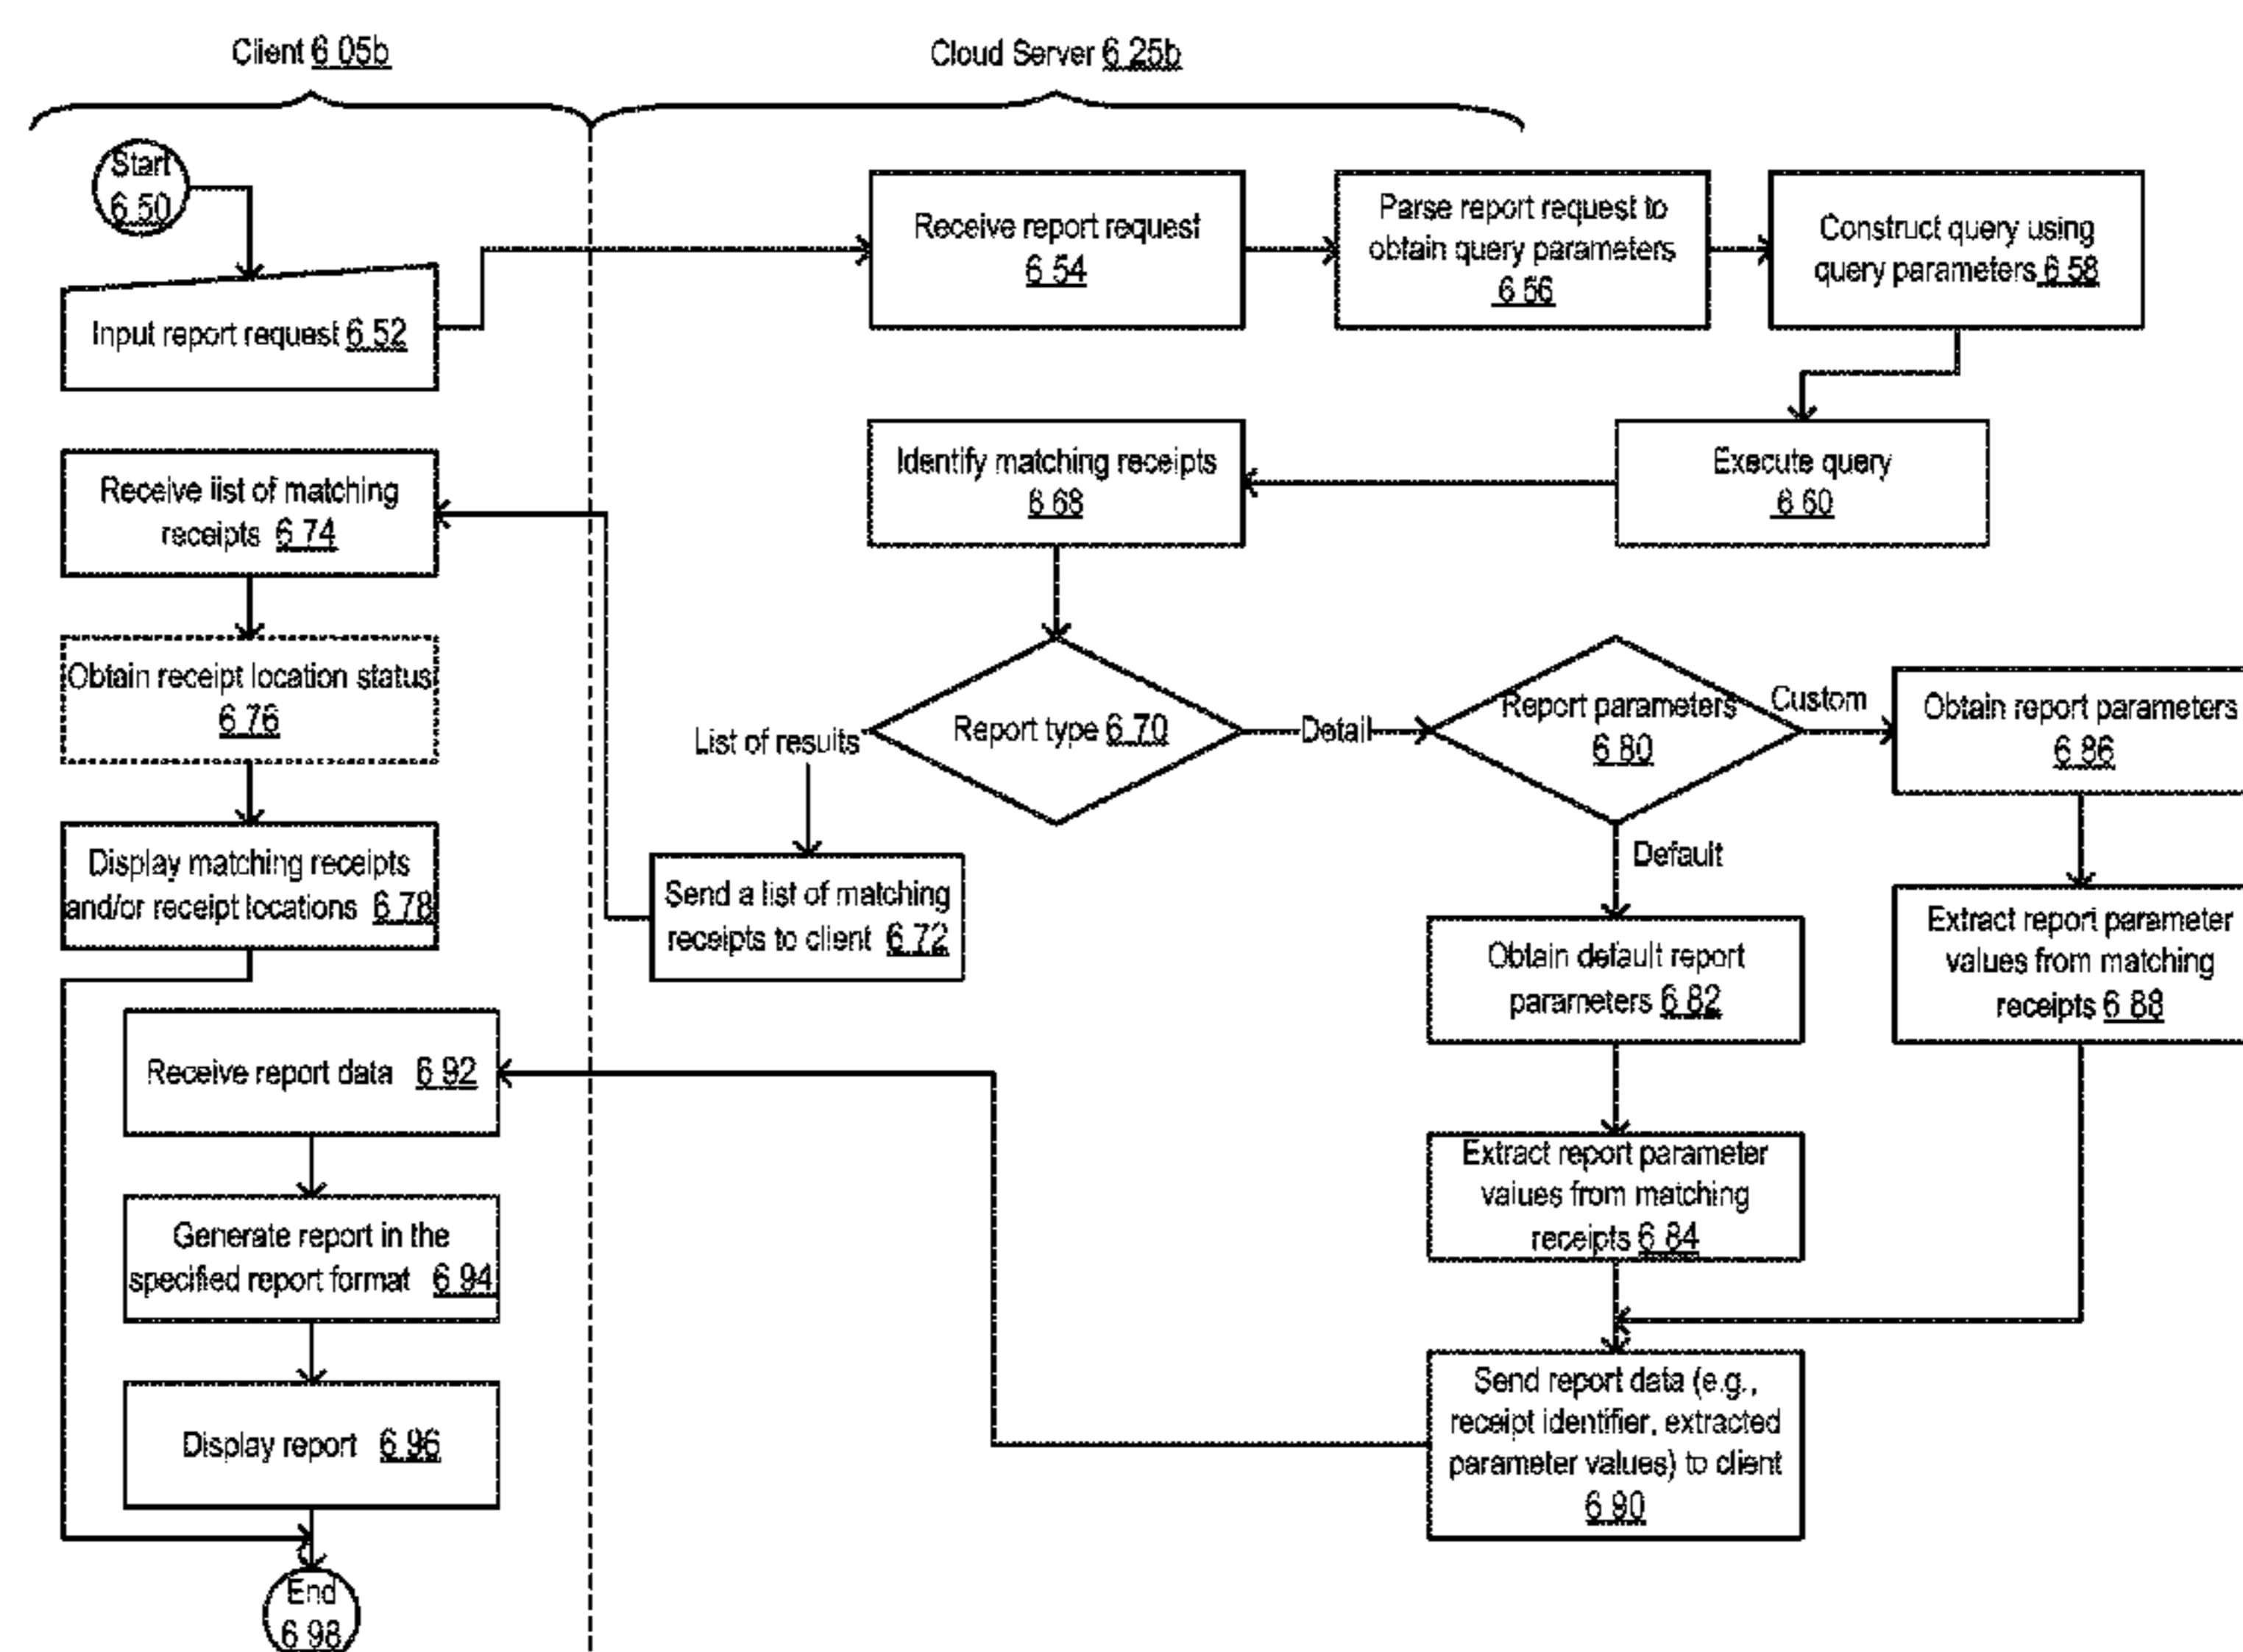 Client 6 05b
Cloud Server 6 25b
Start
6 50
Input report request 6 52
Receive report request
6 54
Parse report request to
obtain query parameters
6 56
Construct query using
query parameters 6 58
Execute query
6 60
Identify matching receipts
6 68
Receive list of matching
receipts 6 74
Obtain receipt location status
6 76
Display matching receipts
and/or receipt locations 6 78
List of results
Report type 6 70
Detail
Report parameters
6 80
Custom
Obtain report parameters
6 86
Default
Send a list of matching
receipts to client 6 72
Obtain default report
parameters 6 82
Extract report parameter
values from matching
receipts 6 88
Receive report data 6 92
Extract report parameter
values from matching
receipts 6 84
Generate report in the
specified report format 6 94
Display report 6 96
Send report data (e.g.,
receipt identifier, extracted
parameter values) to client
6 90
End
6 98